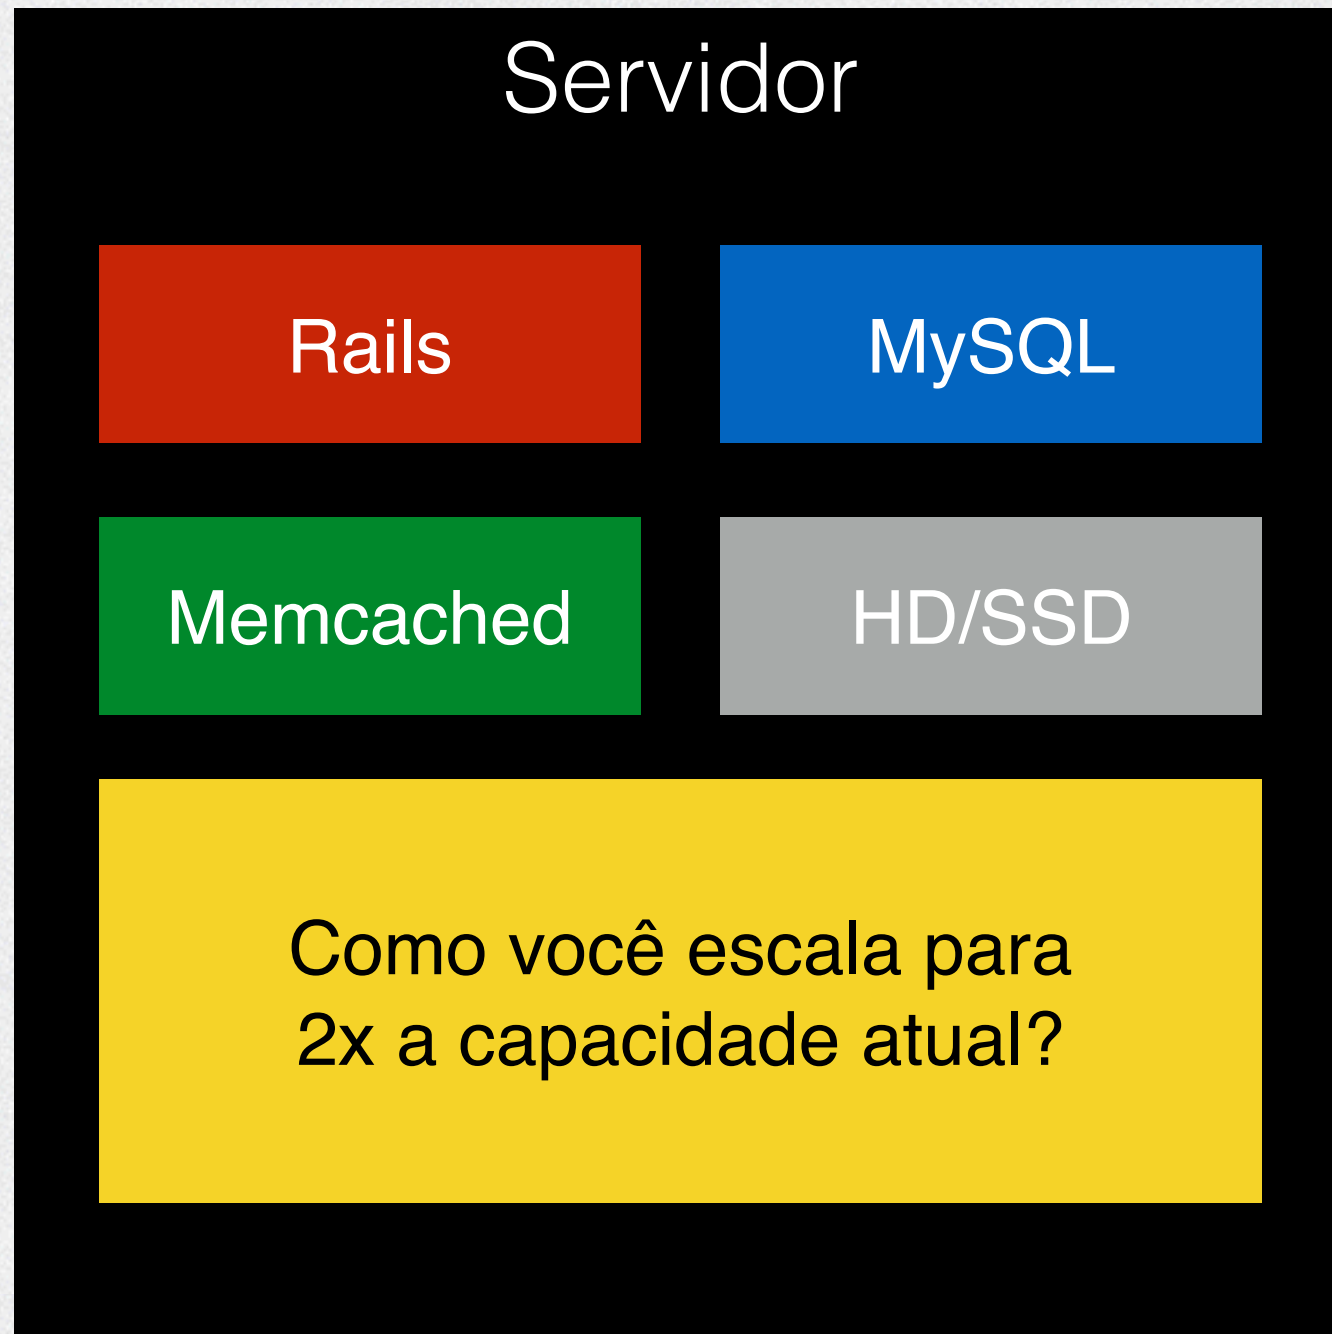 Servidor
Rails
MySQL
Memcached
HD/SSD
Como você escala para
2x a capacidade atual?